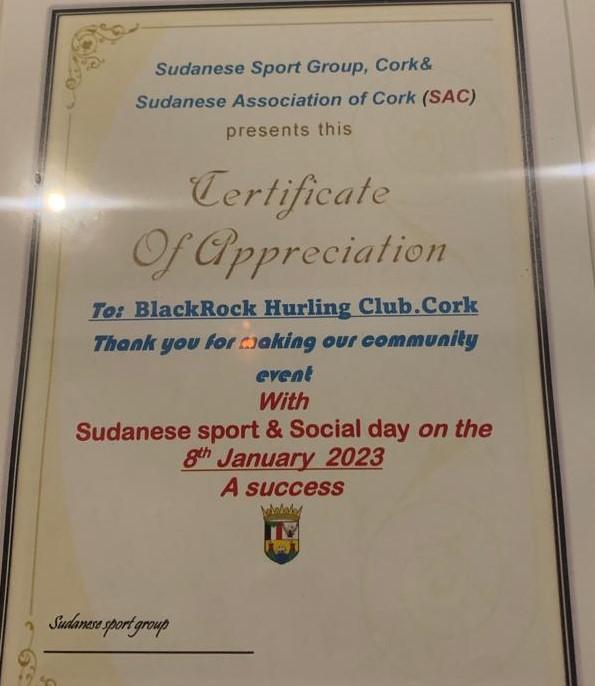 Sudanese Sport Group, Cork&
Sudanese Association of Cork (SAC)
presents this
Certificate
Of Appreciation
To: BlackRock Hurling Club.Cork
Thank you for making our community
event
With
Sudanese sport & Social day on the
8th January 2023
A success
Sudanese sport group